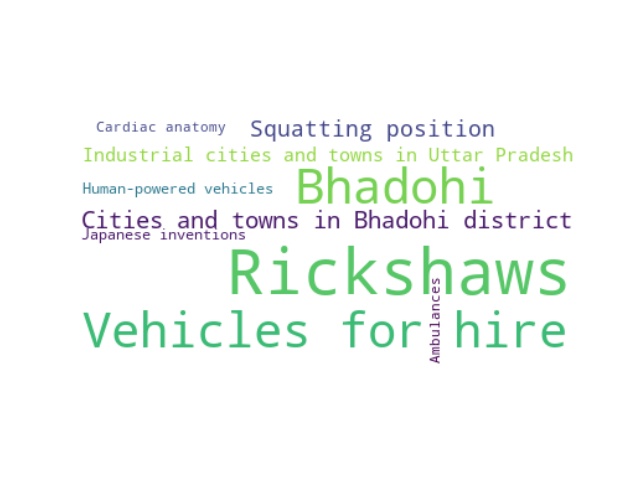 Cardiac anatomy
Squatting position
Industrial cities and towns in Uttar Pradesh
Human-powered vehicles
Bhadohi
Cities and towns in Bhadohi district
Japanese inventions
Rickshaws
Ambulances
Vehicles for hire